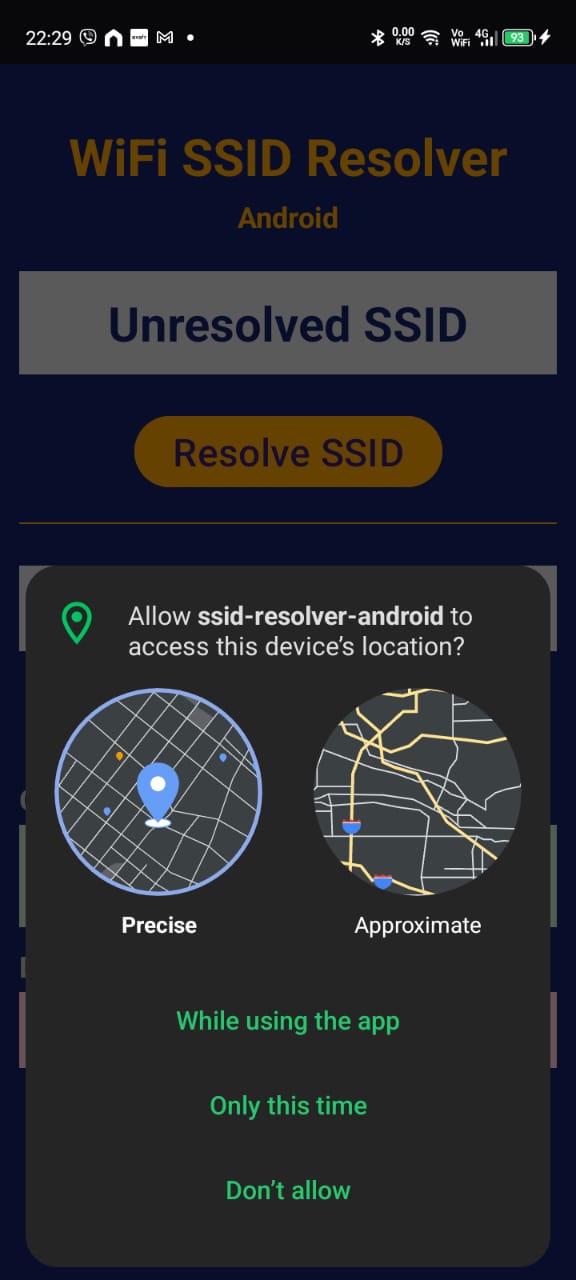 22:29
0.00
K/S
Vo
WiFi
4G
93
WiFi SSID Resolver
Android
Unresolved SSID
Resolve SSID
Allow ssid-resolver-android to
access this device’s location?
Precise
Approximate
While using the app
Only this time
Don’t allow